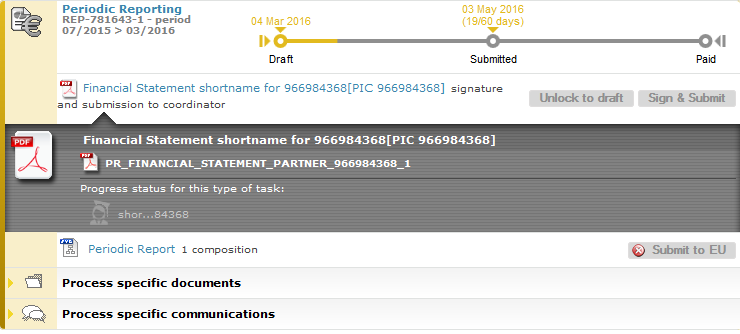 Periodic Reporting
REP-781643-1 - period
07/2015 > 03/2016
04 Mar 2016
03 May 2016
(19/60 days)
Draft
Submitted
Paid
PDF
Financial Statement shortname for 966984368[PIC 966984368] signature
and submission to coordinator
Unlock to draft
Sign & Submit
PDF
Financial Statement shortname for 966984368[PIC 966984368]
PDF
PR_FINANCIAL_STATEMENT_PARTNER_966984368_1
Progress status for this type of task:
shor...84368
Periodic Report 1 composition
Submit to EU
Process specific documents
Process specific communications